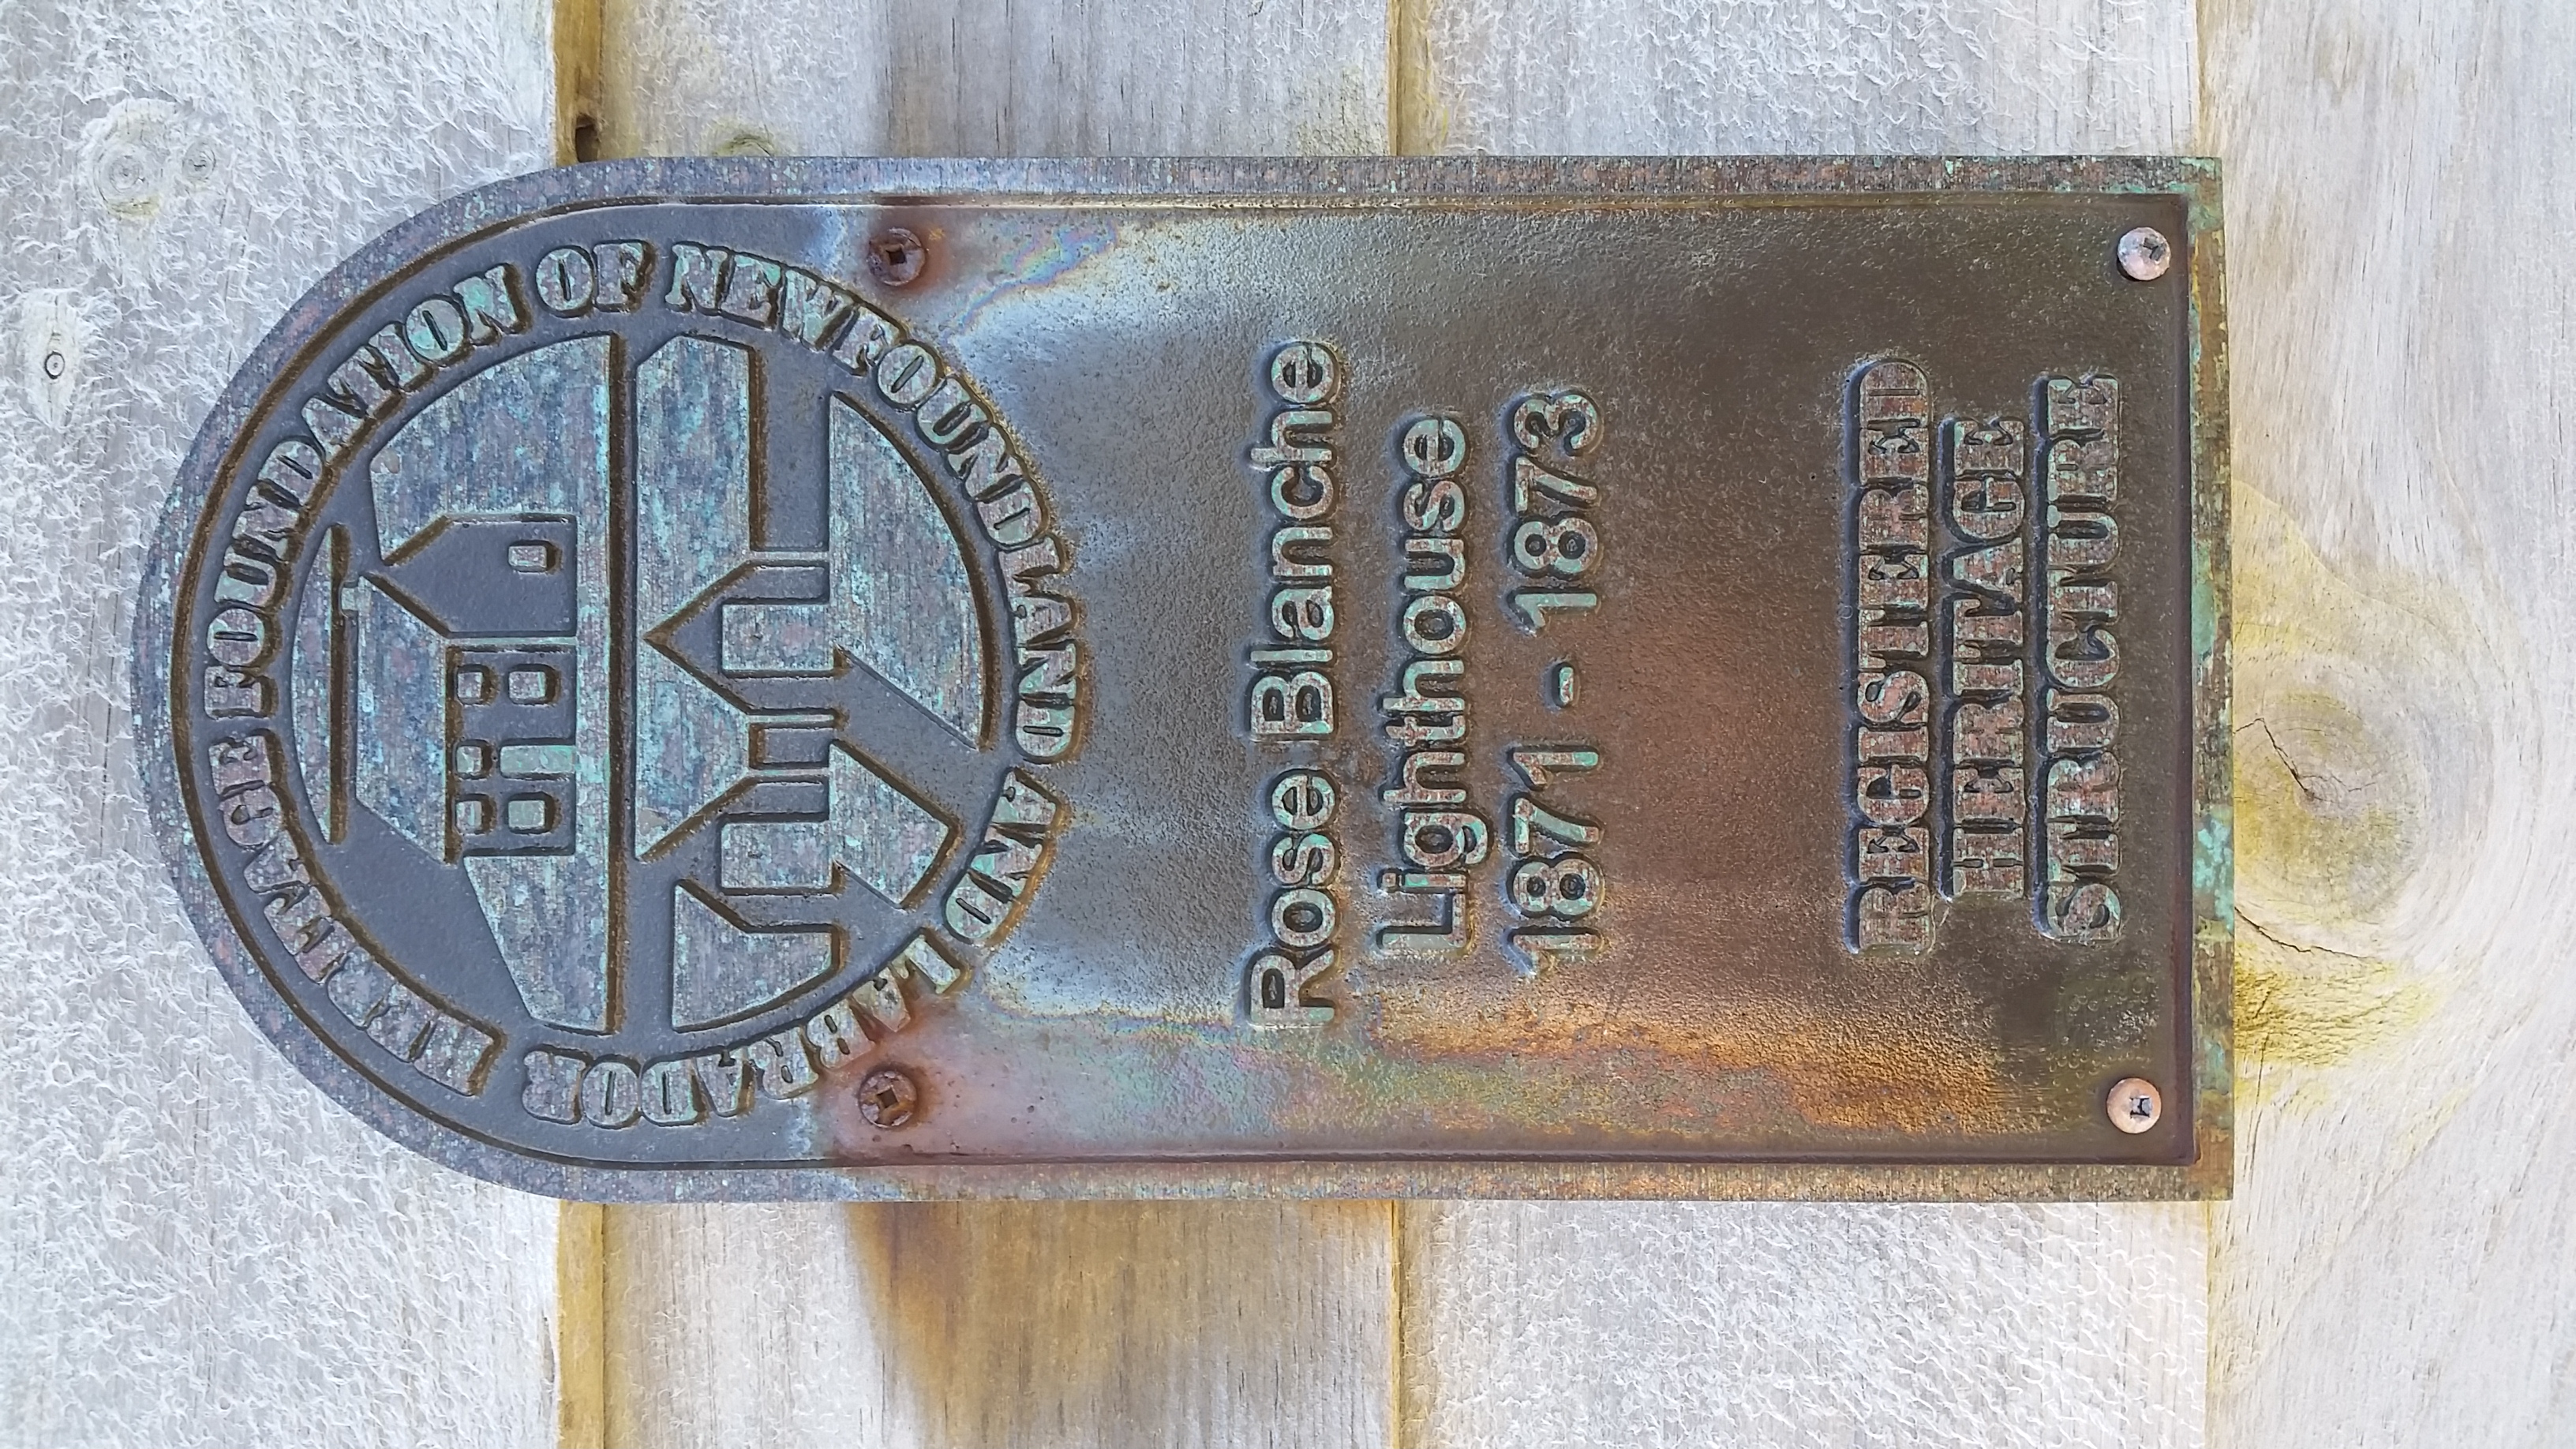 HERITAGE FOUNDATION OF NEWFOUNDLAND AND LABRADOR
Rose Blanche
Lighthouse
1871 - 1873
REGISTERED
HERITAGE
STRUCTURE